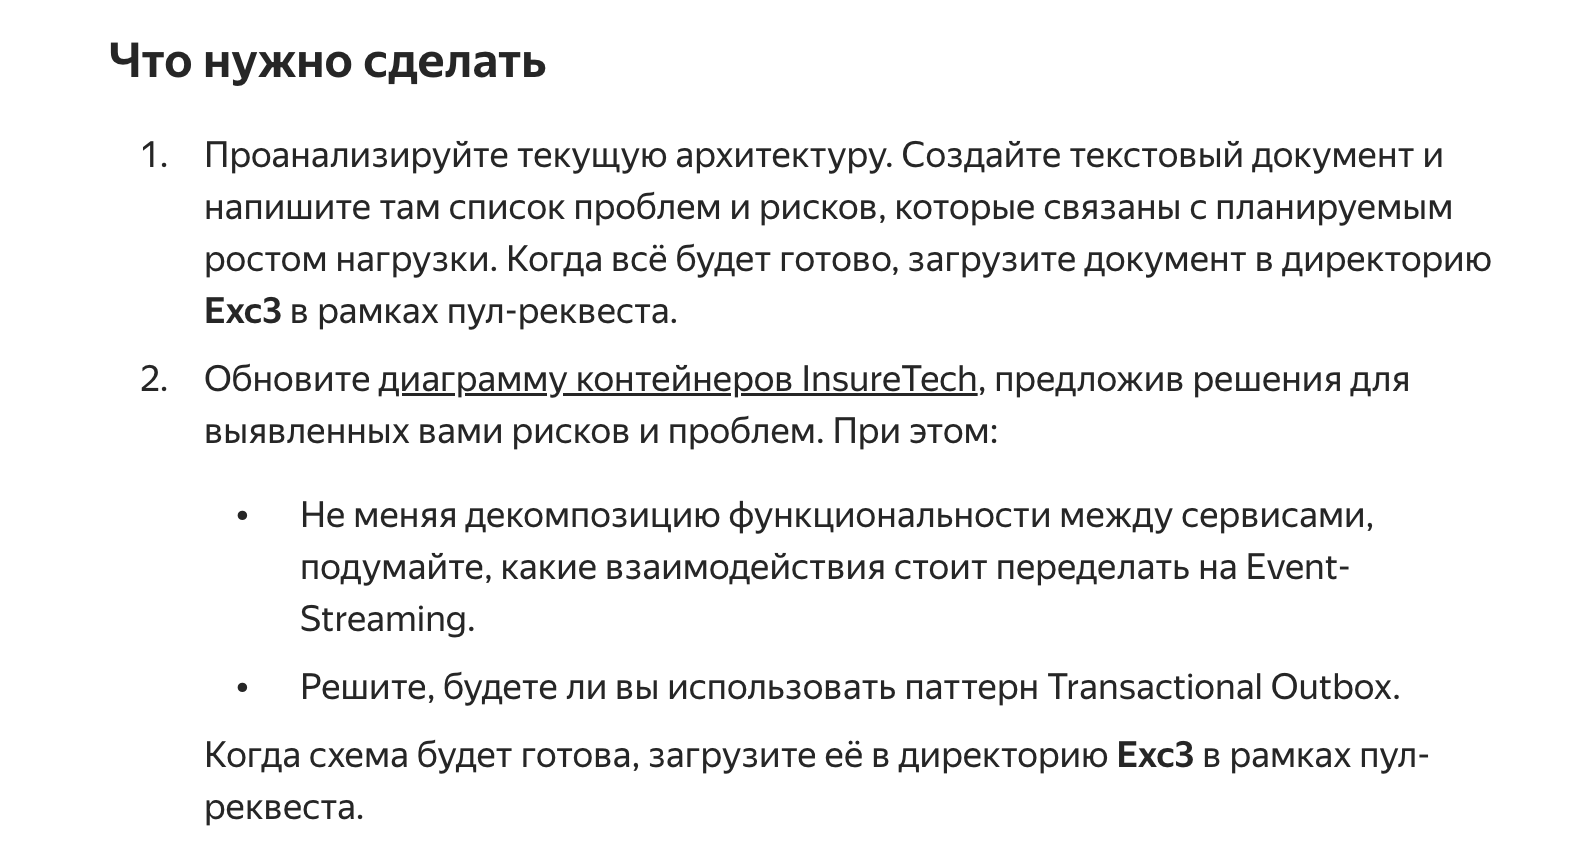 Что нужно сделать
1. Проанализируйте текущую архитектуру. Создайте текстовый документ и
напишите там список проблем и рисков, которые связаны с планируемым
ростом нагрузки. Когда всё будет готово, загрузите документ в директорию
Exc3 в рамках пул-реквеста.
2. Обновите диаграмму контейнеров InsureTech, предложив решения для
выявленных вами рисков и проблем. При этом:
• Не меняя декомпозицию функциональности между сервисами,
подумайте, какие взаимодействия стоит переделать на Event-
Streaming.
• Решите, будете ли вы использовать паттерн Transactional Outbox.
Когда схема будет готова, загрузите её в директорию Exc3 в рамках пул-
реквеста.